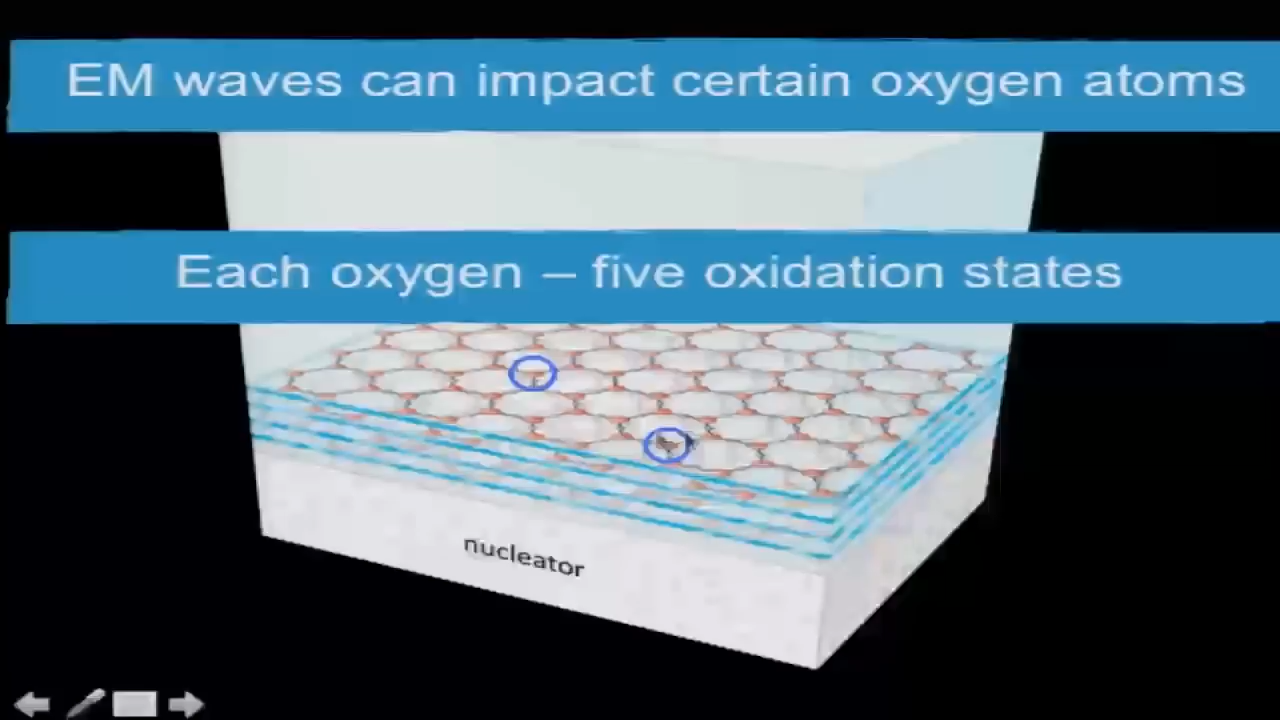 EM waves can impact certain oxygen atoms
Each oxygen – five oxidation states
nucleator